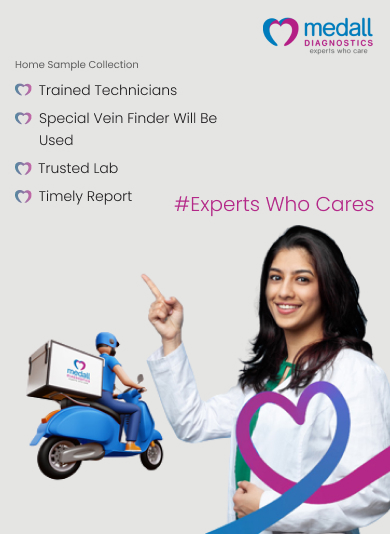 medall
DIAGNOSTICS
experts who care
Home Sample Collection
Trained Technicians
Special Vein Finder Will Be
Used
Trusted Lab
Timely Report
#Experts Who Cares
medall
DIAGNOSTICS